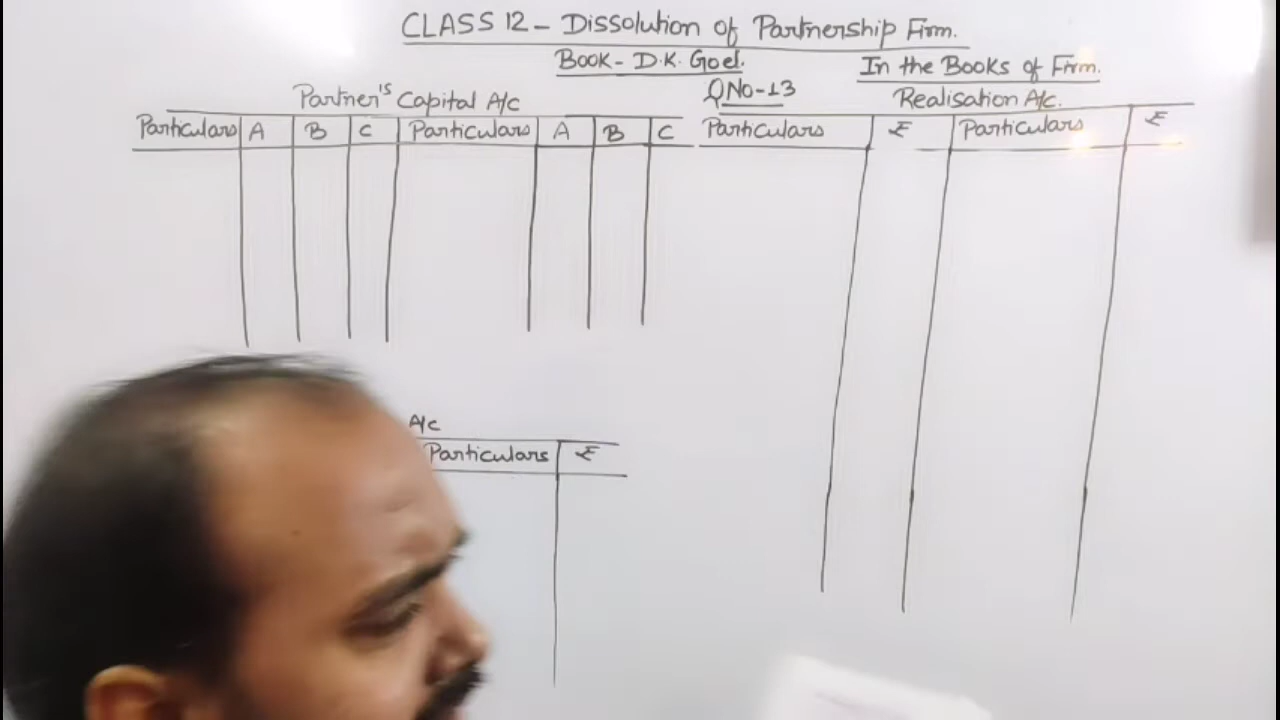 CLASS 12 - Dissolution of Partnership Firm.
Book - D.K. Goel.
In the Books of Firm.
QNo-13
Partner's Capital A/c
Realisation A/c.
Particulars A B C Particulars A B C
Particulars ₹ Particulars ₹
A/c
Particulars ₹